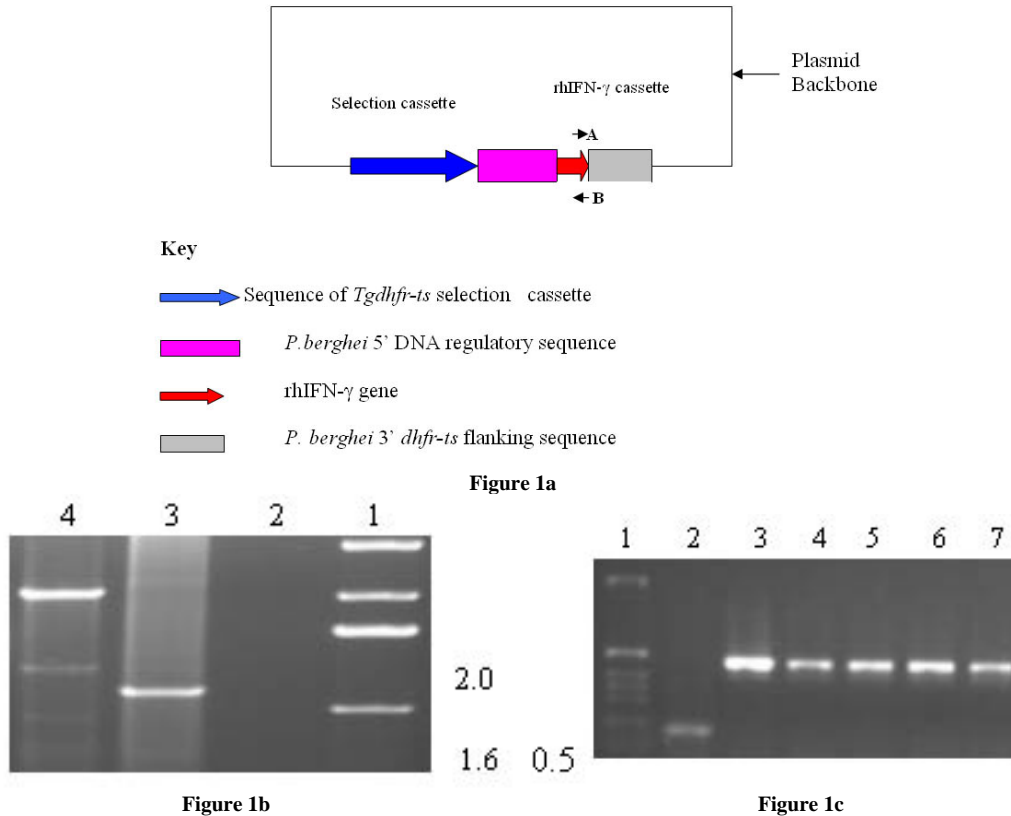 Plasmid
Backbone
Selection cassette
rhIFN-γ cassette
A
B
Key
Sequence of Tgdhfr-ts selection cassette
P.berghei 5' DNA regulatory sequence
rhIFN-γ gene
P. berghei 3' dhfr-ts flanking sequence
Figure 1a
4 3 2 1
2.0
1.6
Figure 1b
1 2 3 4 5 6 7
0.5
Figure 1c